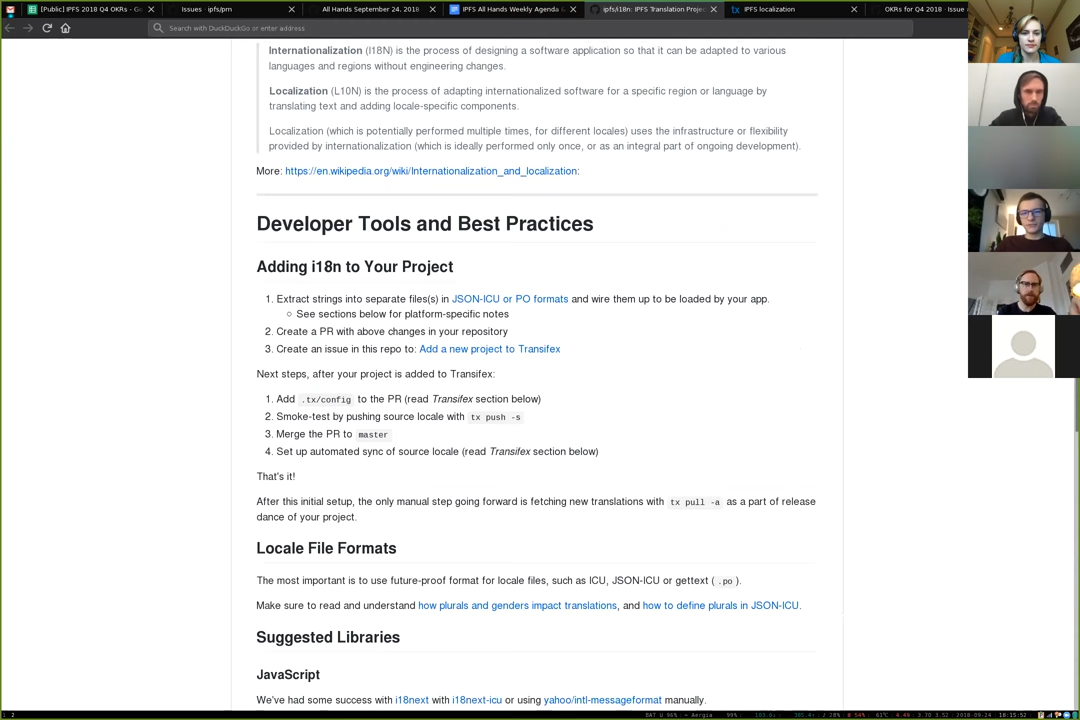 [Public] IPFS 2018 Q4 OKRs - Go
Issues · ipfs/pm
All Hands September 24, 2018
IPFS All Hands Weekly Agenda &
ipfs/i18n: IPFS Translation Proje
IPFS localization
OKRs for Q4 2018 · Issue
Search with DuckDuckGo or enter address
Internationalization (I18N) is the process of designing a software application so that it can be adapted to various
languages and regions without engineering changes.
Localization (L10N) is the process of adapting internationalized software for a specific region or language by
translating text and adding locale-specific components.
Localization (which is potentially performed multiple times, for different locales) uses the infrastructure or flexibility
provided by internationalization (which is ideally performed only once, or as an integral part of ongoing development).
More: https://en.wikipedia.org/wiki/Internationalization_and_localization:
Developer Tools and Best Practices
Adding i18n to Your Project
1. Extract strings into separate files(s) in JSON-ICU or PO formats and wire them up to be loaded by your app.
See sections below for platform-specific notes
2. Create a PR with above changes in your repository
3. Create an issue in this repo to: Add a new project to Transifex
Next steps, after your project is added to Transifex:
1. Add .tx/config to the PR (read Transifex section below)
2. Smoke-test by pushing source locale with tx push -s
3. Merge the PR to master
4. Set up automated sync of source locale (read Transifex section below)
That's it!
After this initial setup, the only manual step going forward is fetching new translations with tx pull -a as a part of release
dance of your project.
Locale File Formats
The most important is to use future-proof format for locale files, such as ICU, JSON-ICU or gettext (.po).
Make sure to read and understand how plurals and genders impact translations, and how to define plurals in JSON-ICU.
Suggested Libraries
JavaScript
We've had some success with i18next with i18next-icu or using yahoo/intl-messageformat manually.
2018-09-24 18:15:52